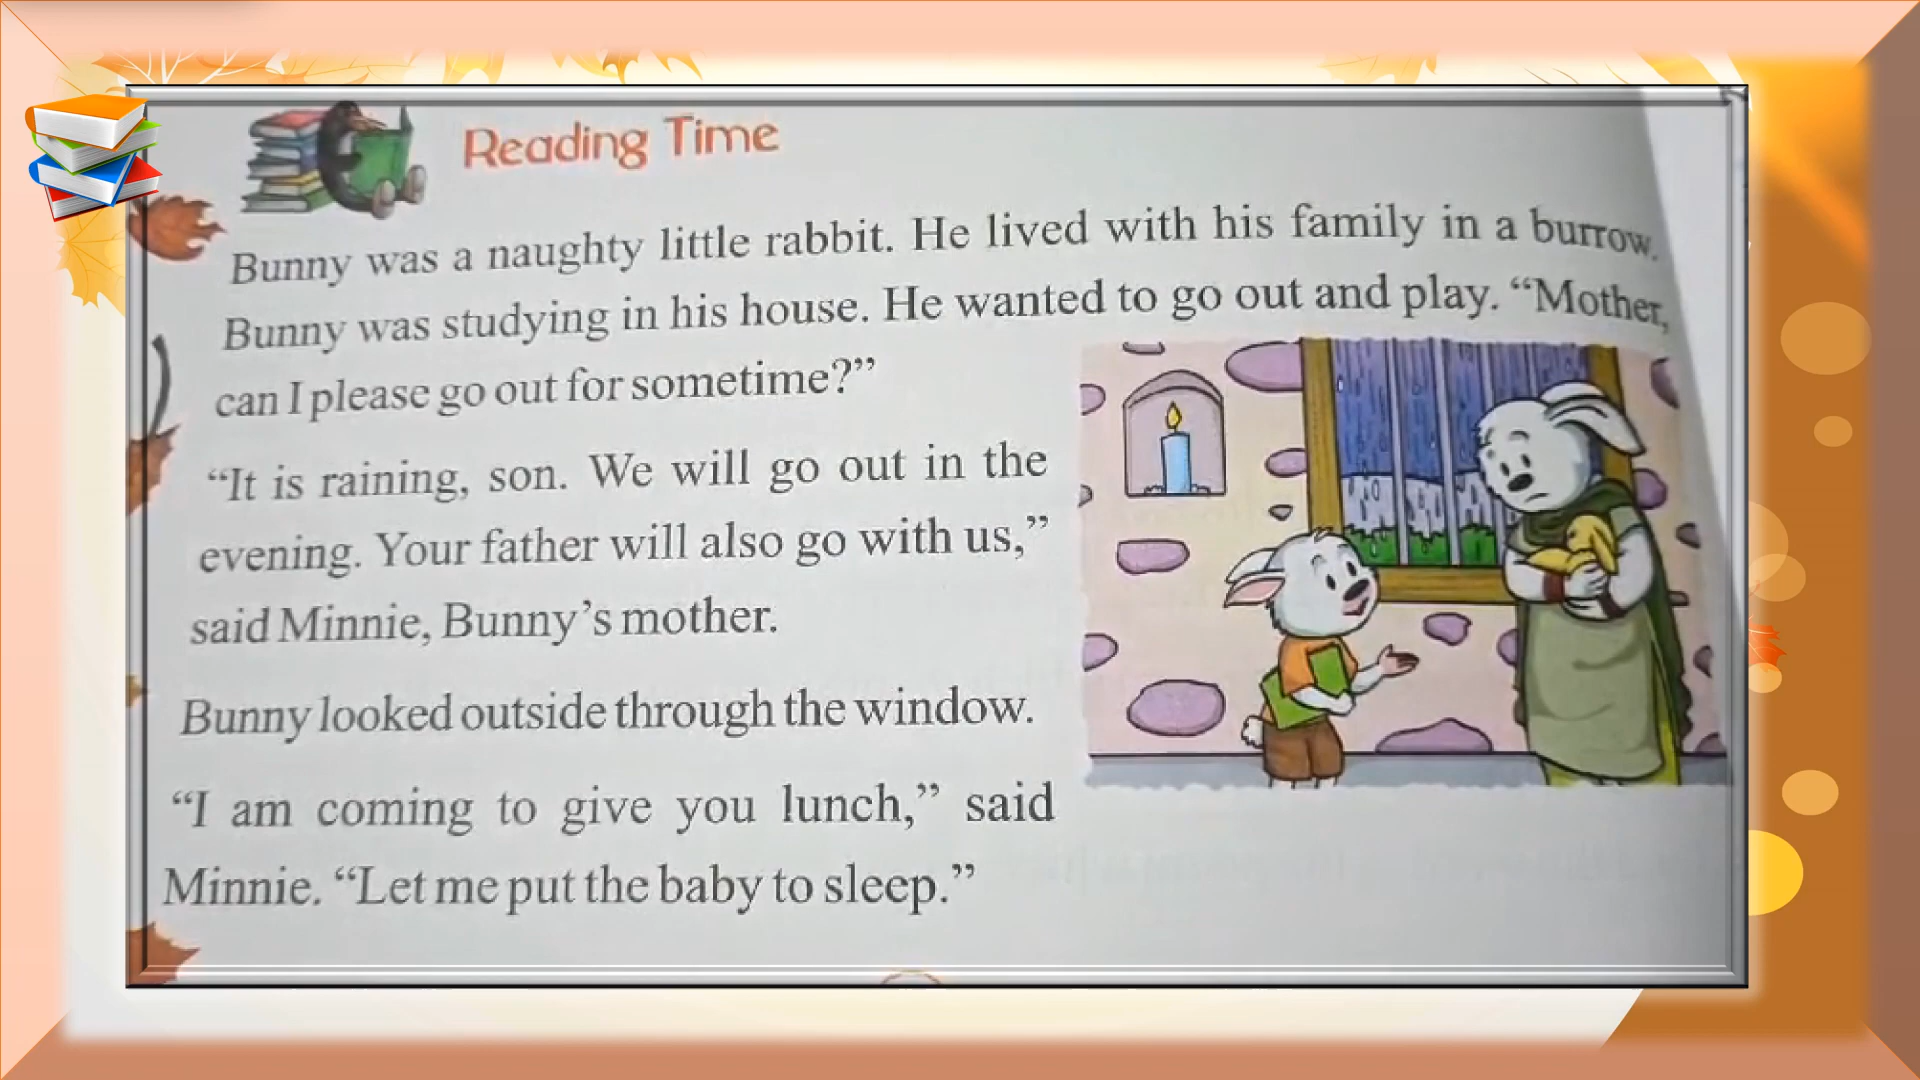 Reading Time
Bunny was a naughty little rabbit. He lived with his family in a burrow.
Bunny was studying in his house. He wanted to go out and play. “Mother,
can I please go out for sometime?”
“It is raining, son. We will go out in the
evening. Your father will also go with us,”
said Minnie, Bunny’s mother.
Bunny looked outside through the window.
“I am coming to give you lunch,” said
Minnie. “Let me put the baby to sleep.”